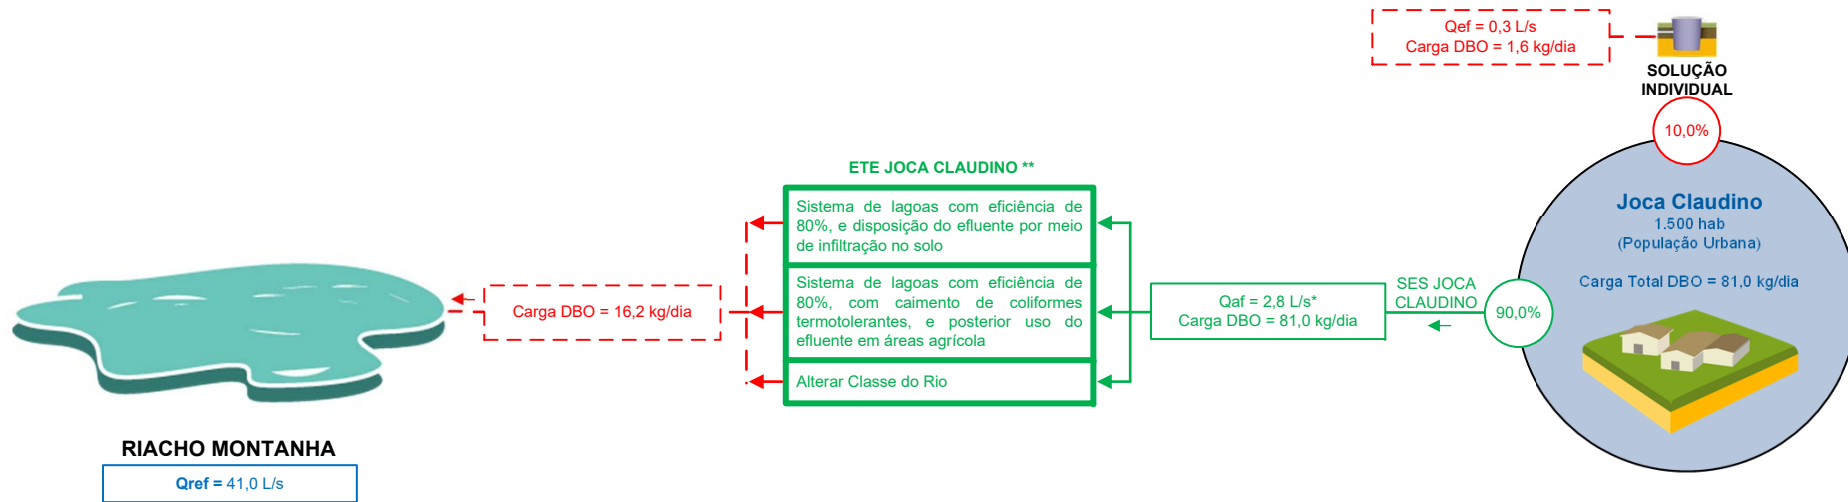 Qef = 0,3 L/s
Carga DBO = 1,6 kg/dia
SOLUÇÃO
INDIVIDUAL
10,0%
Joca Claudino
1.500 hab
(População Urbana)
Carga Total DBO = 81,0 kg/dia
90,0%
SES JOCA
CLAUDINO
Qaf = 2,8 L/s*
Carga DBO = 81,0 kg/dia
ETE JOCA CLAUDINO **
Sistema de lagoas com eficiência de
80%, e disposição do efluente por meio
de infiltração no solo
Sistema de lagoas com eficiência de
80%, com caimento de coliformes
termotolerantes, e posterior uso do
efluente em áreas agrícola
Alterar Classe do Rio
Carga DBO = 16,2 kg/dia
RIACHO MONTANHA
Qref = 41,0 L/s